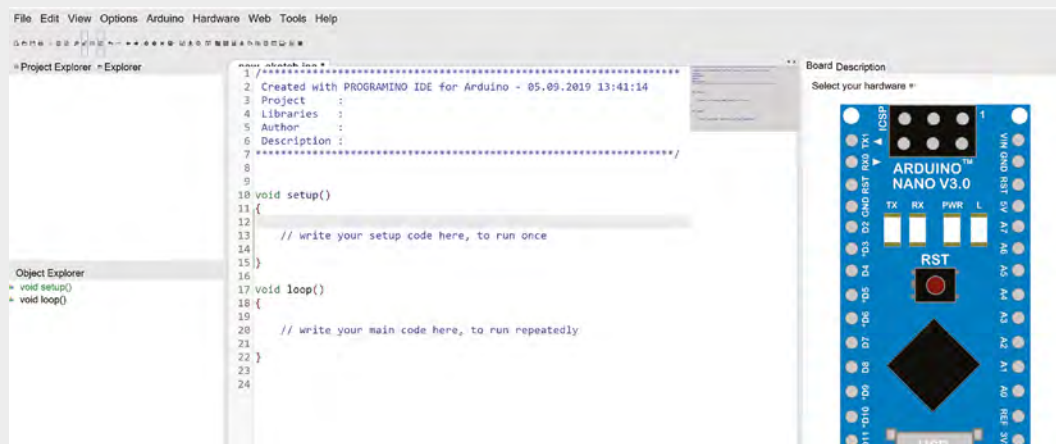 File Edit View Options Arduino Hardware Web Tools Help
Project Explorer Explorer
new_sketch.ino *
1 /*******************************************************************
2 Created with PROGRAMINO IDE for Arduino - 05.09.2019 13:41:14
3 Project :
4 Libraries :
5 Author :
6 Description :
7 *******************************************************************/
8
9
10 void setup()
11 {
12
13 // write your setup code here, to run once
14
15 }
16
17 void loop()
18 {
19
20 // write your main code here, to run repeatedly
21
22 }
23
24
Object Explorer
void setup()
void loop()
Board Description
Select your hardware
ICSP
1
ARDUINO™
NANO V3.0
TX RX PWR L
RST
TX1
RX0
RST
GND
D2
*D3
D4
*D5
*D6
D7
D8
*D9
*D10
*D11
VIN
GND
RST
5V
A7
A6
A5
A4
A3
A2
A1
A0
REF
3V
USB